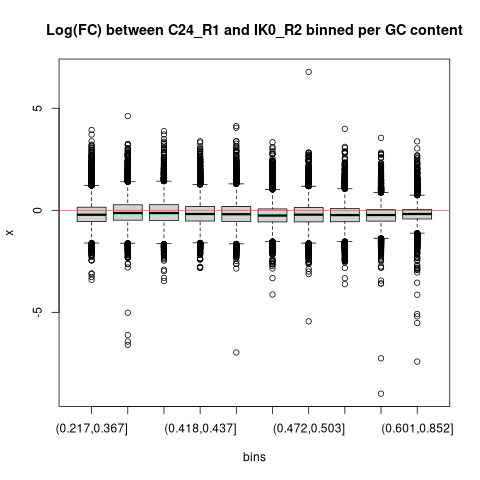 Log(FC) between C24_R1 and IK0_R2 binned per GC content
5
0
-5
x
(0.217,0.367]
(0.418,0.437]
(0.472,0.503]
(0.601,0.852]
bins